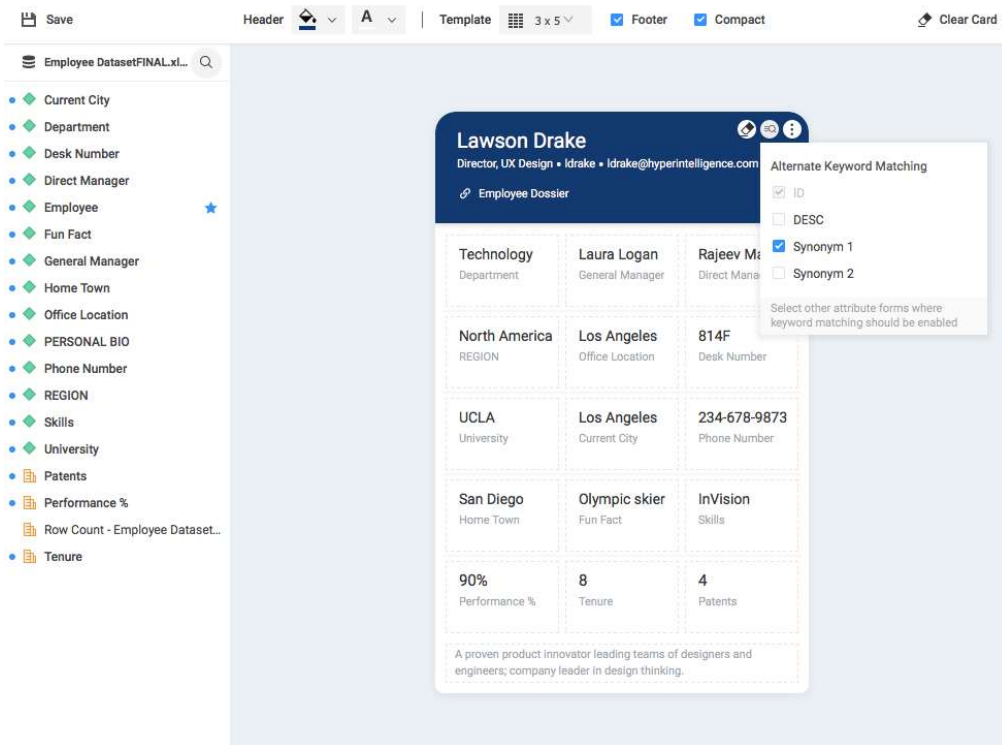 Save
Header A Template 3 x 5 Footer Compact Clear Card
Employee DatasetFINAL.xl...
Current City
Department
Desk Number
Direct Manager
Employee
Fun Fact
General Manager
Home Town
Office Location
PERSONAL BIO
Phone Number
REGION
Skills
University
Patents
Performance %
Row Count - Employee Dataset...
Tenure
Lawson Drake
Director, UX Design • ldrake • ldrake@hyperintelligence.com
Employee Dossier
Technology Laura Logan Rajeev
Department General Manager Direct
North America Los Angeles 814F
REGION Office Location Desk Number
UCLA Los Angeles 234-678-9873
University Current City Phone Number
San Diego Olympic skier InVision
Home Town Fun Fact Skills
90% 8 4
Performance % Tenure Patents
A proven product innovator leading teams of designers and
engineers; company leader in design thinking.
Alternate Keyword Matching
ID
DESC
Synonym 1
Synonym 2
Select other attribute forms where
keyword matching should be enabled